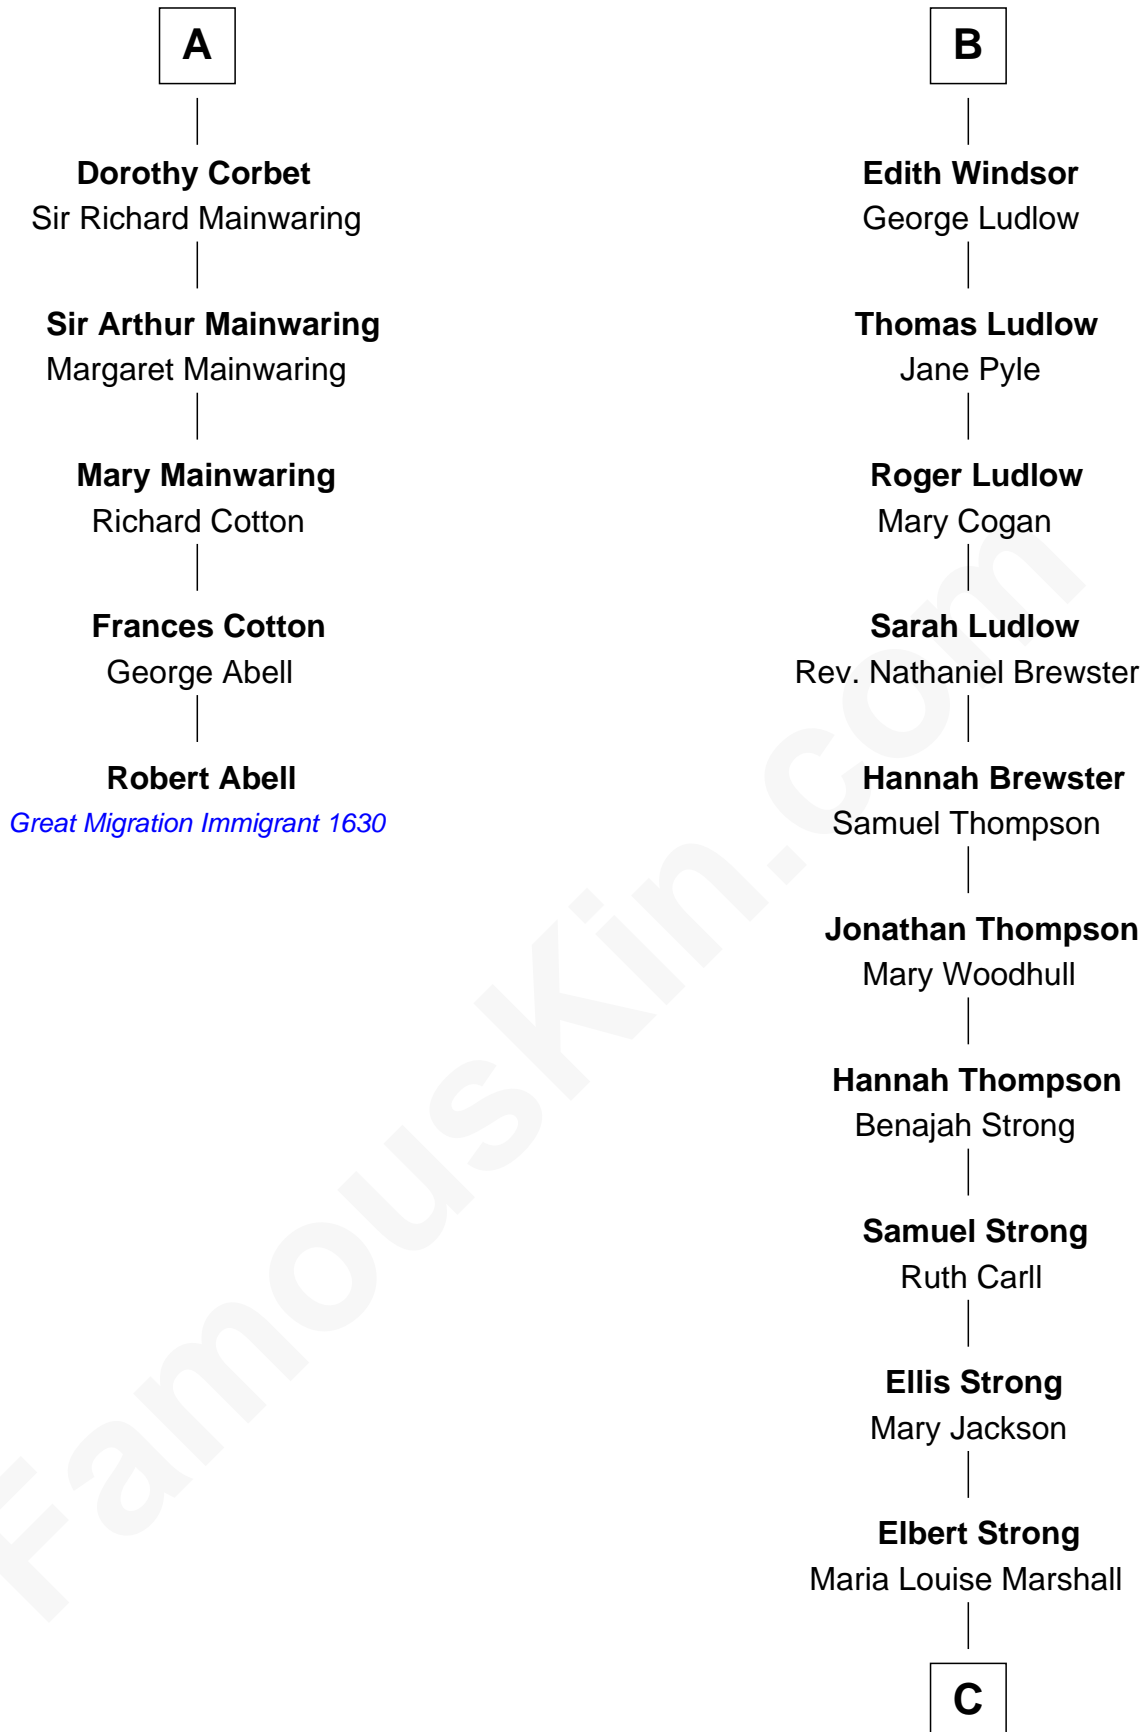 A
Dorothy Corbet
Sir Richard Mainwaring
Sir Arthur Mainwaring
Margaret Mainwaring
Mary Mainwaring
Richard Cotton
Frances Cotton
George Abell
Robert Abell
Great Migration Immigrant 1630
B
Edith Windsor
George Ludlow
Thomas Ludlow
Jane Pyle
Roger Ludlow
Mary Cogan
Sarah Ludlow
Rev. Nathaniel Brewster
Hannah Brewster
Samuel Thompson
Jonathan Thompson
Mary Woodhull
Hannah Thompson
Benajah Strong
Samuel Strong
Ruth Carll
Ellis Strong
Mary Jackson
Elbert Strong
Maria Louise Marshall
C
FamousKin.com